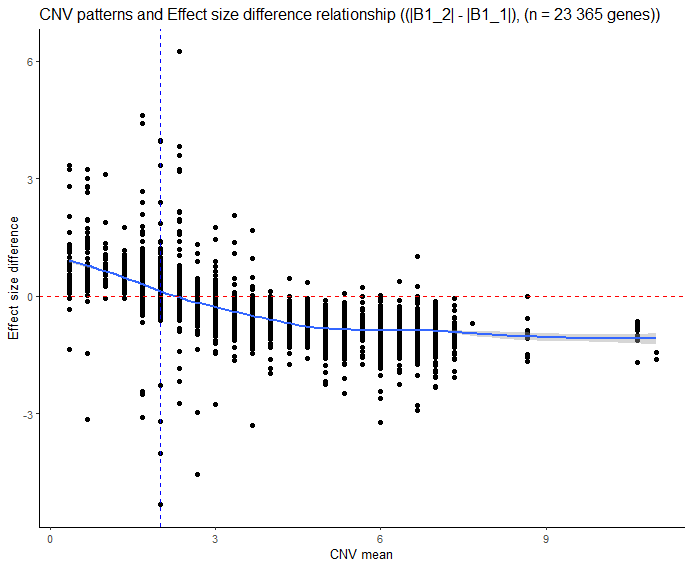 CNV patterns and Effect size difference relationship ((|B1_2| - |B1_1|), (n = 23 365 genes))
6
3
0
-3
Effect size difference
0
3
6
9
CNV mean